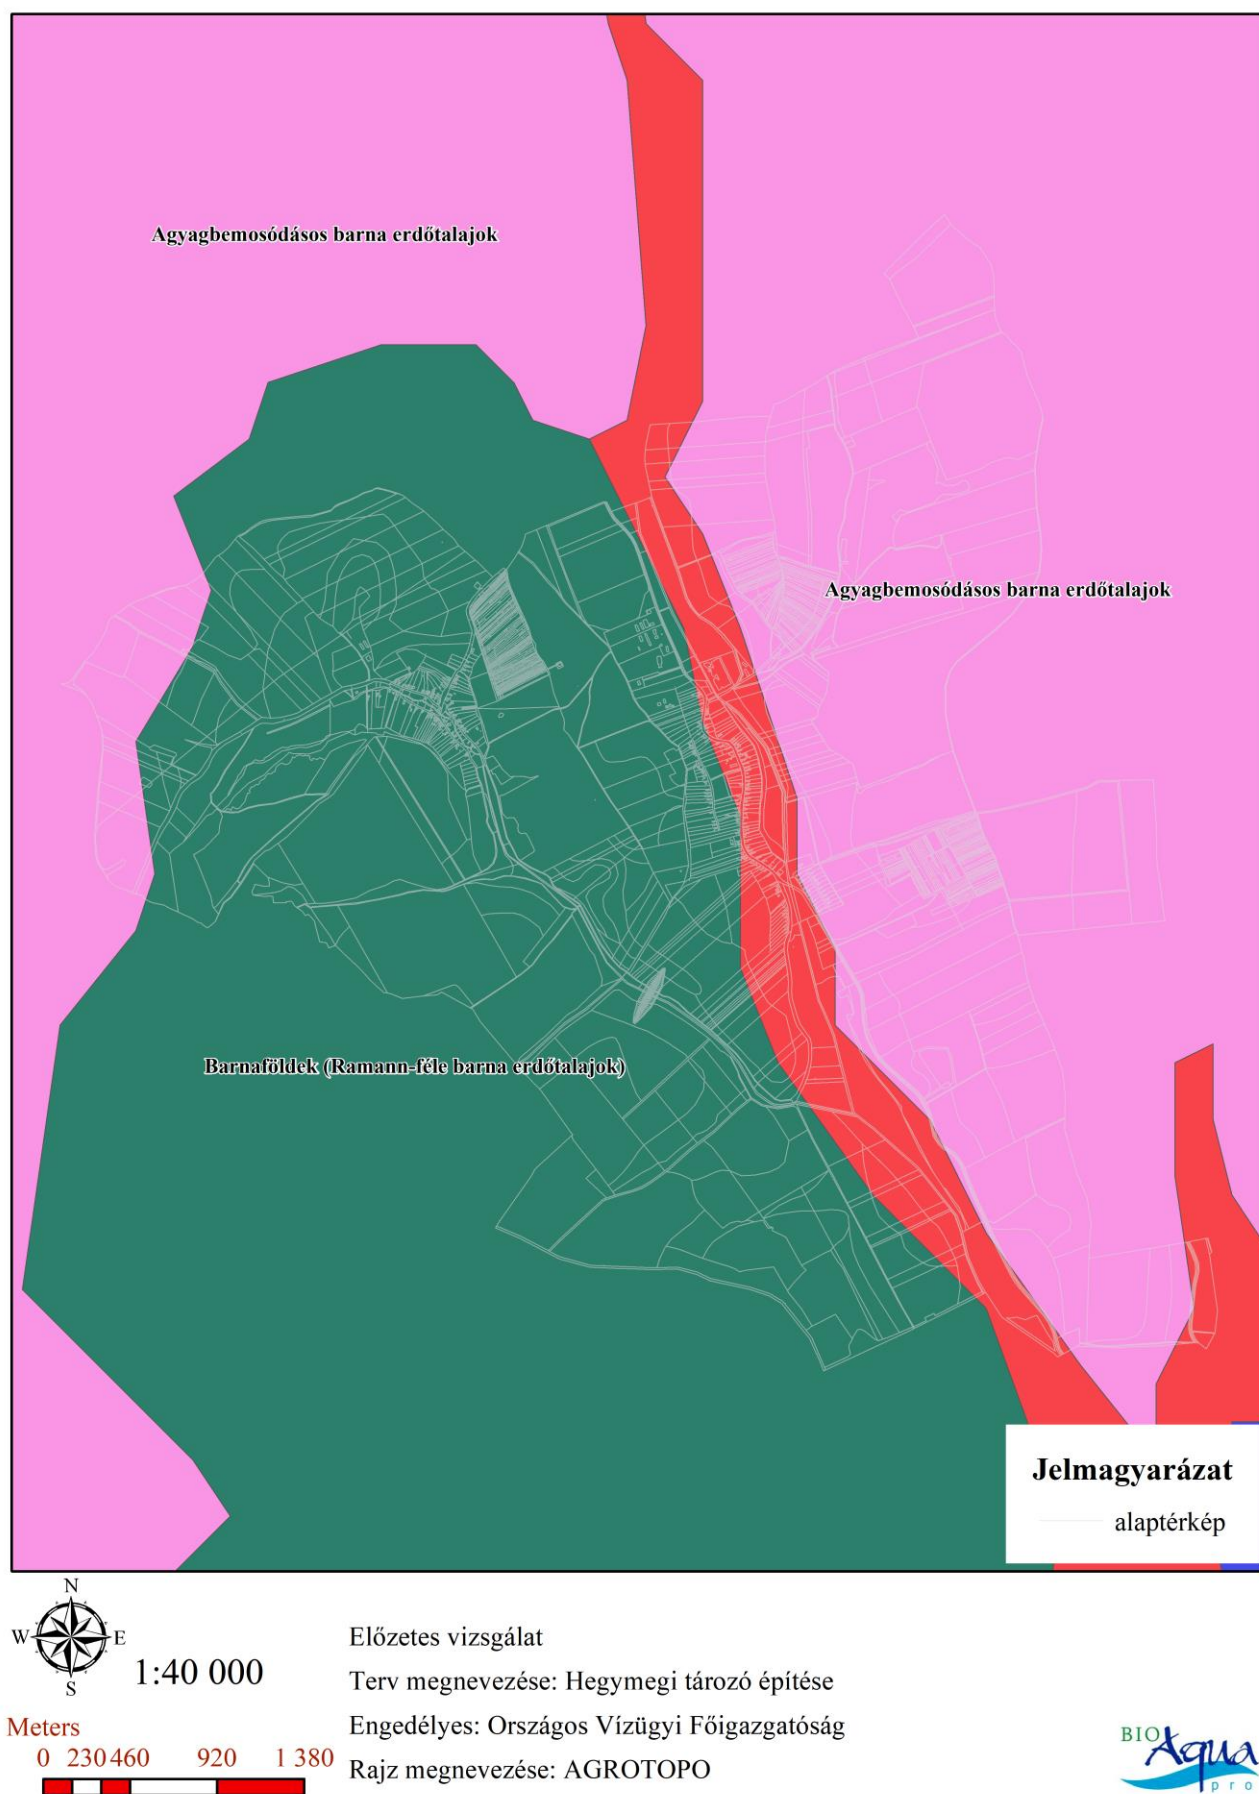 Agyagbemosódásos barna erdőtalajok
Agyagbemosódásos barna erdőtalajok
Barnaföldek (Ramann-féle barna erdőtalajok)
Jelmagyarázat
alaptérkép
N
W E
S
1:40 000
Meters
0 230 460 920 1 380
Előzetes vizsgálat
Terv megnevezése: Hegymegi tározó építése
Engedélyes: Országos Vízügyi Főigazgatóság
Rajz megnevezése: AGROTOPO
BIO
Aqua
pro